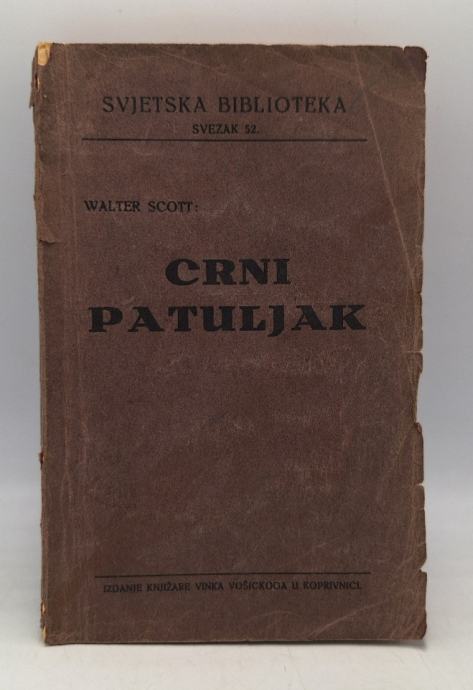 SVJETSKA BIBLIOTEKA
SVEZAK 52.
WALTER SCOTT:
CRNI
PATULJAK
IZDANJE KNJIŽARE VINKA VOŠICKOGA U KOPRIVNICI.